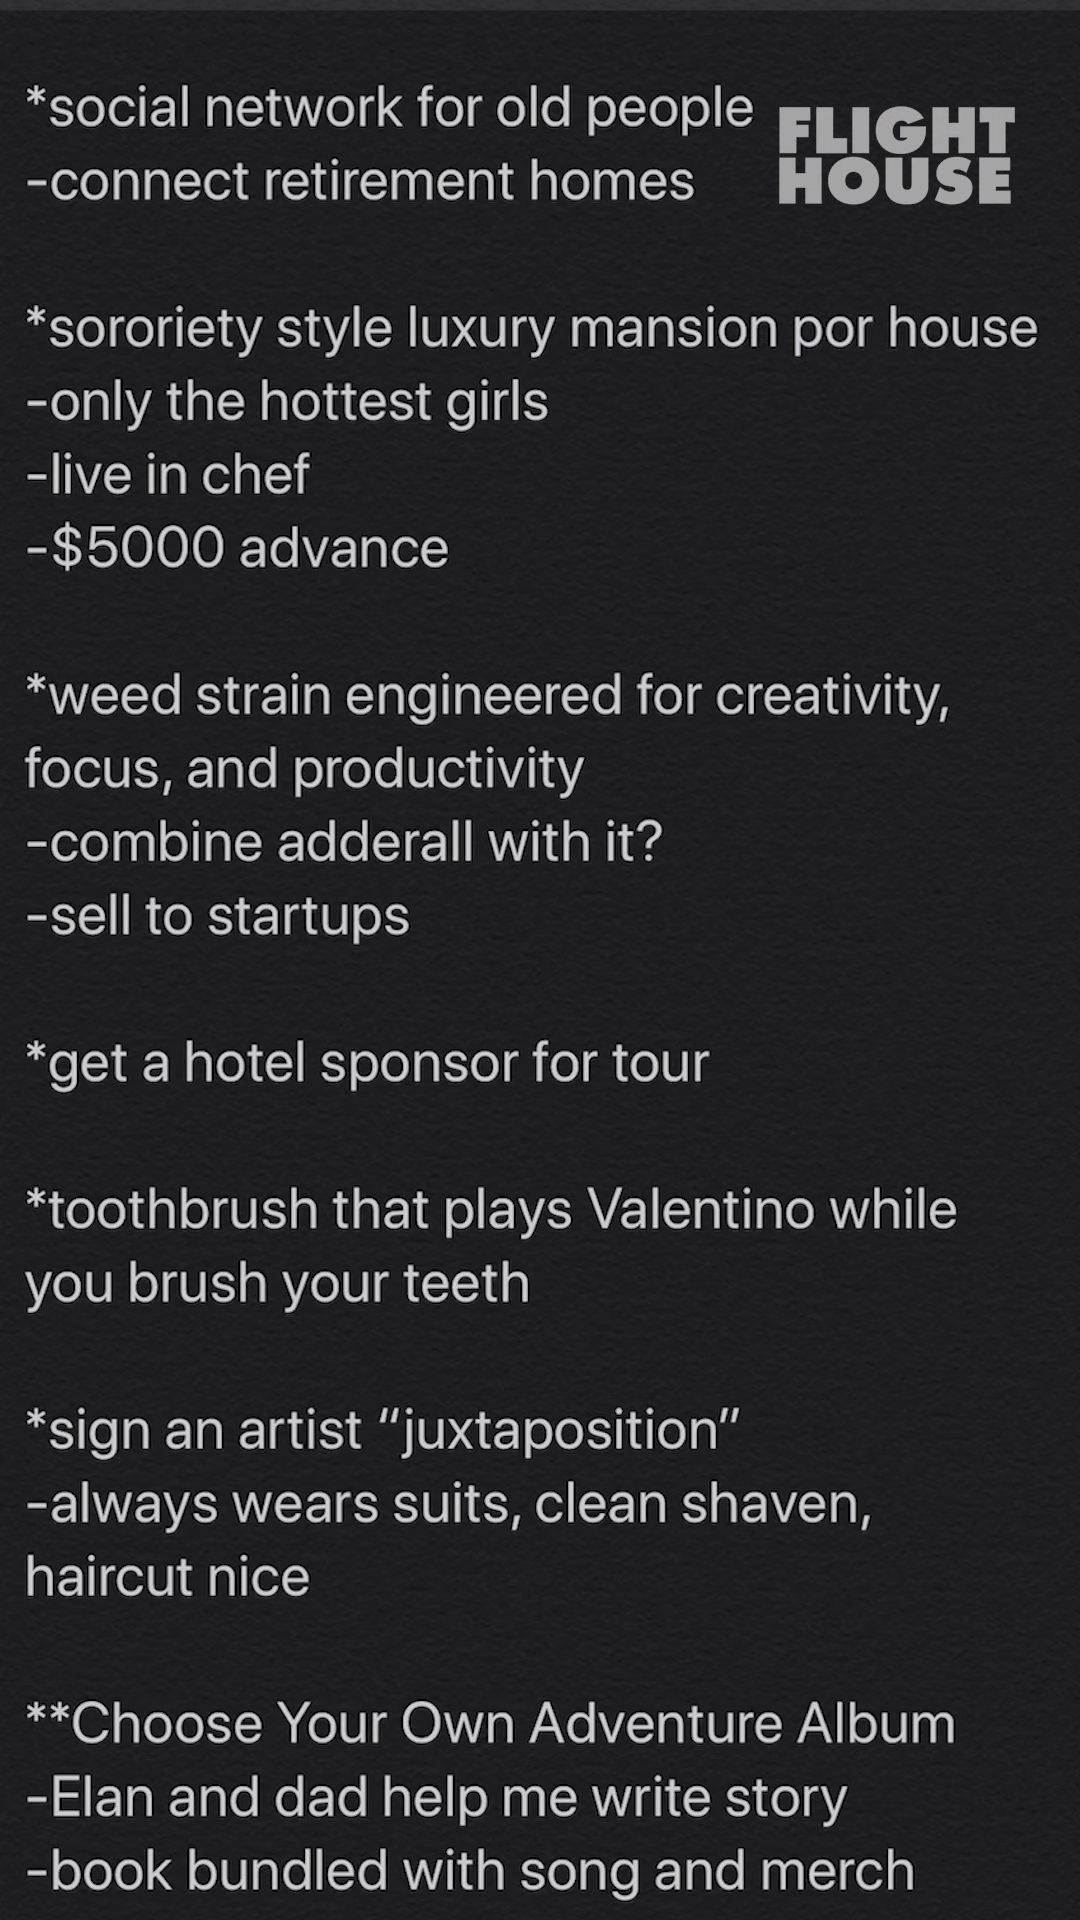 *social network for old people
FLIGHT
HOUSE
-connect retirement homes
*sororiety style luxury mansion por house
-only the hottest girls
-live in chef
-$5000 advance
*weed strain engineered for creativity,
focus, and productivity
-combine adderall with it?
-sell to startups
*get a hotel sponsor for tour
*toothbrush that plays Valentino while
you brush your teeth
*sign an artist “juxtaposition”
-always wears suits, clean shaven,
haircut nice
**Choose Your Own Adventure Album
-Elan and dad help me write story
-book bundled with song and merch